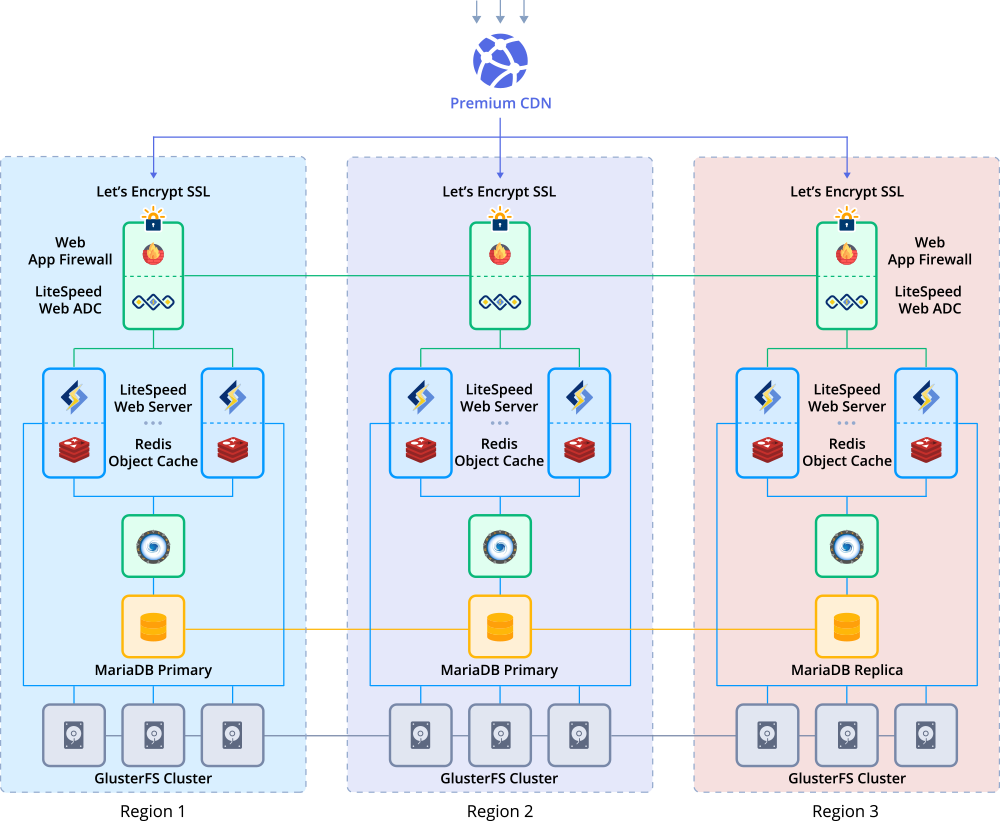 Premium CDN
Let's Encrypt SSL
Let's Encrypt SSL
Let's Encrypt SSL
Web
App Firewall
LiteSpeed
Web ADC
Web
App Firewall
LiteSpeed
Web ADC
LiteSpeed
Web Server
Redis
Object Cache
LiteSpeed
Web Server
Redis
Object Cache
LiteSpeed
Web Server
Redis
Object Cache
MariaDB Primary
MariaDB Primary
MariaDB Replica
GlusterFS Cluster
GlusterFS Cluster
GlusterFS Cluster
Region 1
Region 2
Region 3